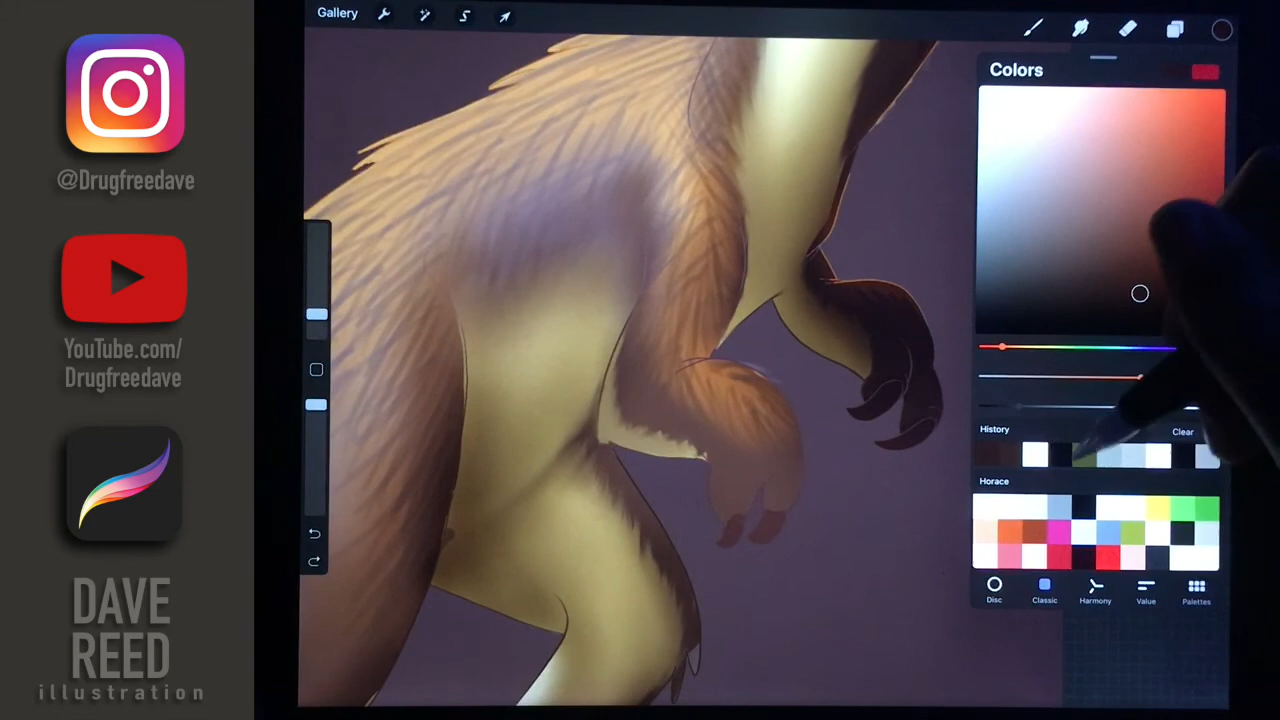 @Drugfreedave
YouTube.com/
Drugfreedave
DAVE
REED
illustration
Gallery
Colors
History
Clear
Horace
Disc
Classic
Harmony
Value
Palettes